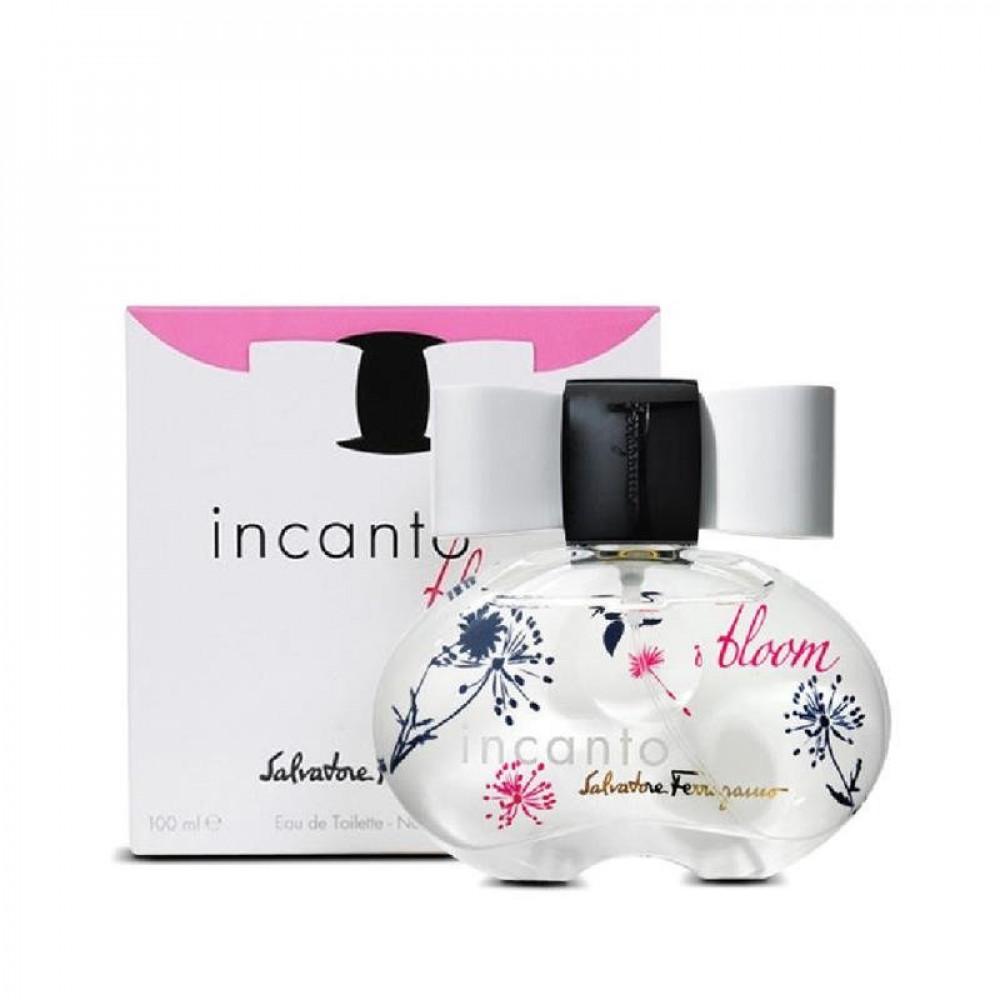 incanto
Salvatore
100 ml e
Eau de Toilette -
bloom
incanto
Salvatore Ferragamo